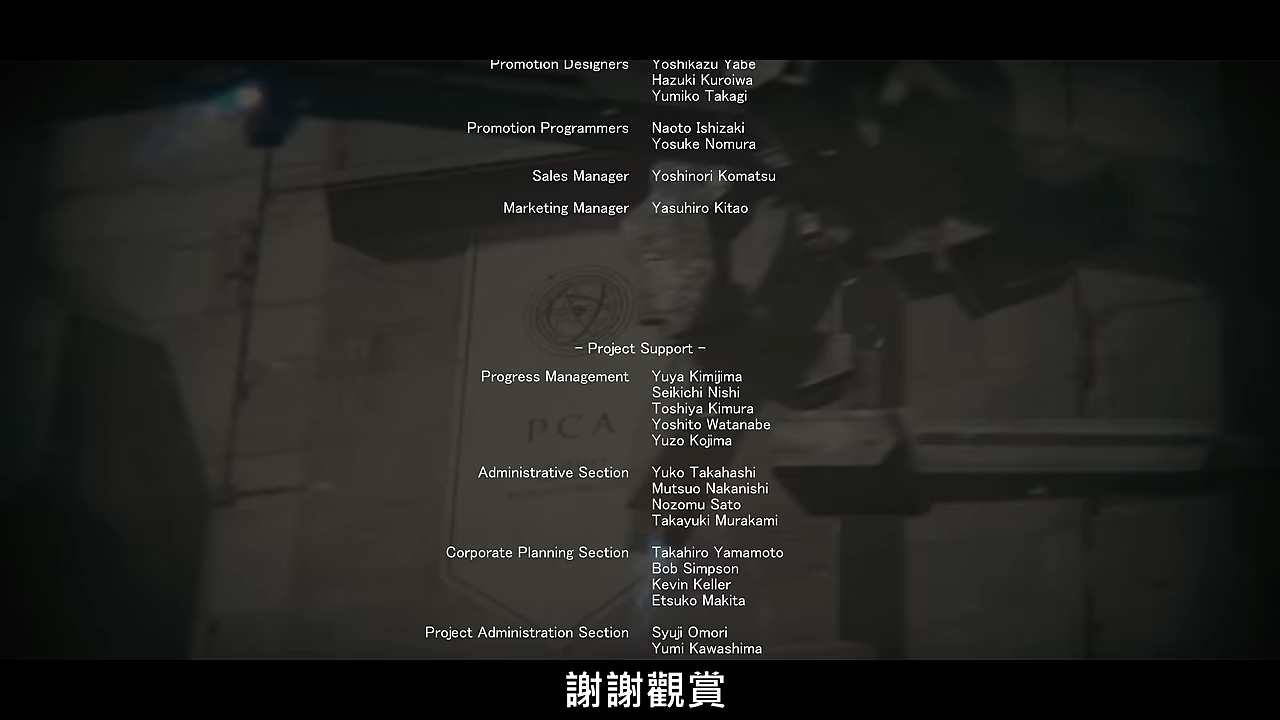 Promotion Designers Yoshikazu Yabe
Hazuki Kuroiwa
Yumiko Takagi
Promotion Programmers Naoto Ishizaki
Yosuke Nomura
Sales Manager Yoshinori Komatsu
Marketing Manager Yasuhiro Kitao
- Project Support -
Progress Management Yuya Kimijima
Seikichi Nishi
Toshiya Kimura
Yoshito Watanabe
Yuzo Kojima
PCA
Administrative Section Yuko Takahashi
Mutsuo Nakanishi
Nozomu Sato
Takayuki Murakami
Corporate Planning Section Takahiro Yamamoto
Bob Simpson
Kevin Keller
Etsuko Makita
Project Administration Section Syuji Omori
Yumi Kawashima
謝謝觀賞